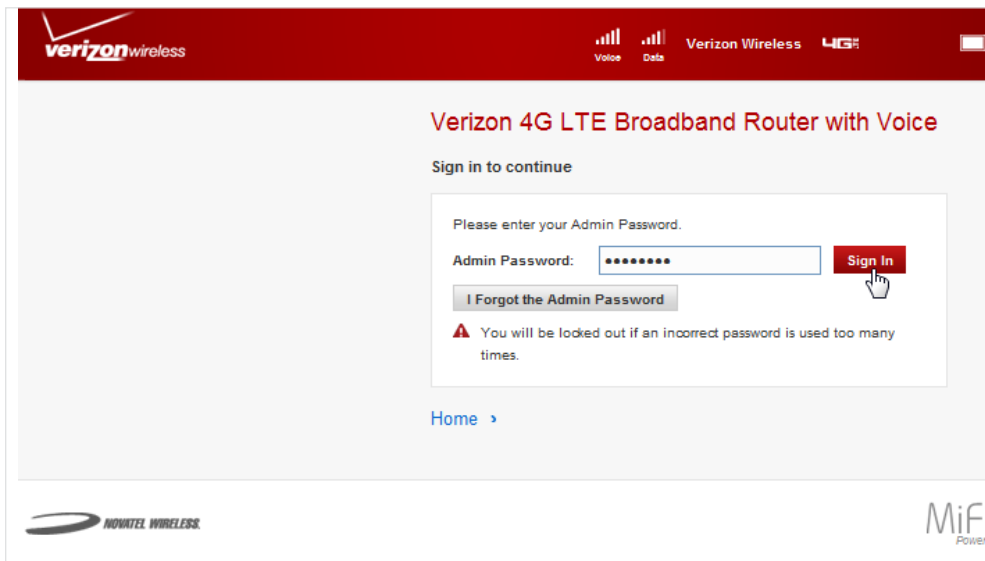 verizonwireless
Voice Data Verizon Wireless 4G LTE
Verizon 4G LTE Broadband Router with Voice
Sign in to continue
Please enter your Admin Password.
Admin Password: •••••••• Sign In
I Forgot the Admin Password
You will be locked out if an incorrect password is used too many
times.
Home ›
NOVATEL WIRELESS.
MiF
Power